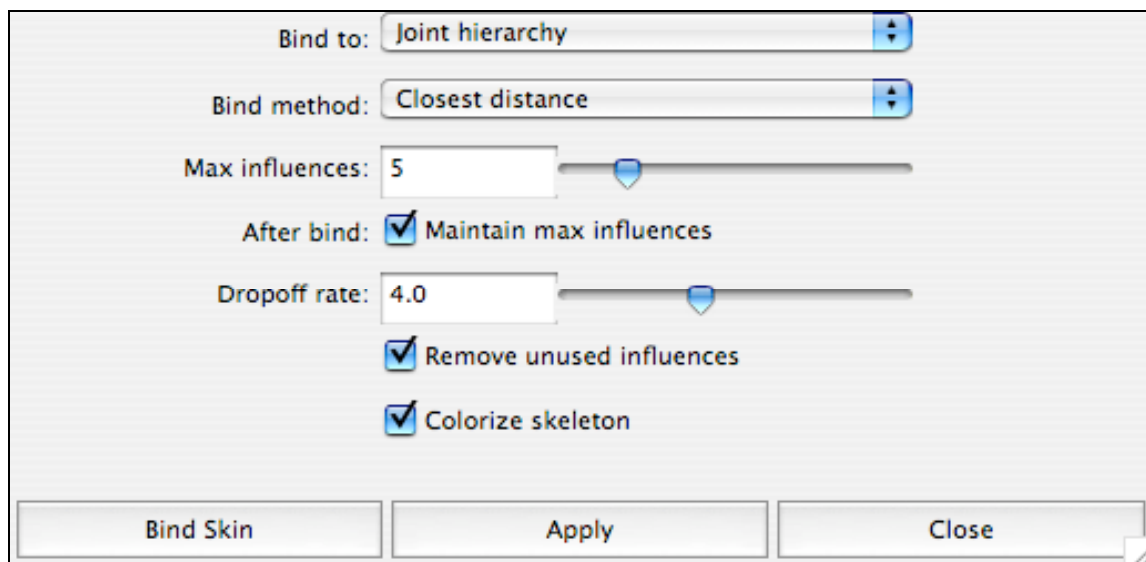 Bind to: Joint hierarchy
Bind method: Closest distance
Max influences: 5
After bind: Maintain max influences
Dropoff rate: 4.0
Remove unused influences
Colorize skeleton
Bind Skin Apply Close